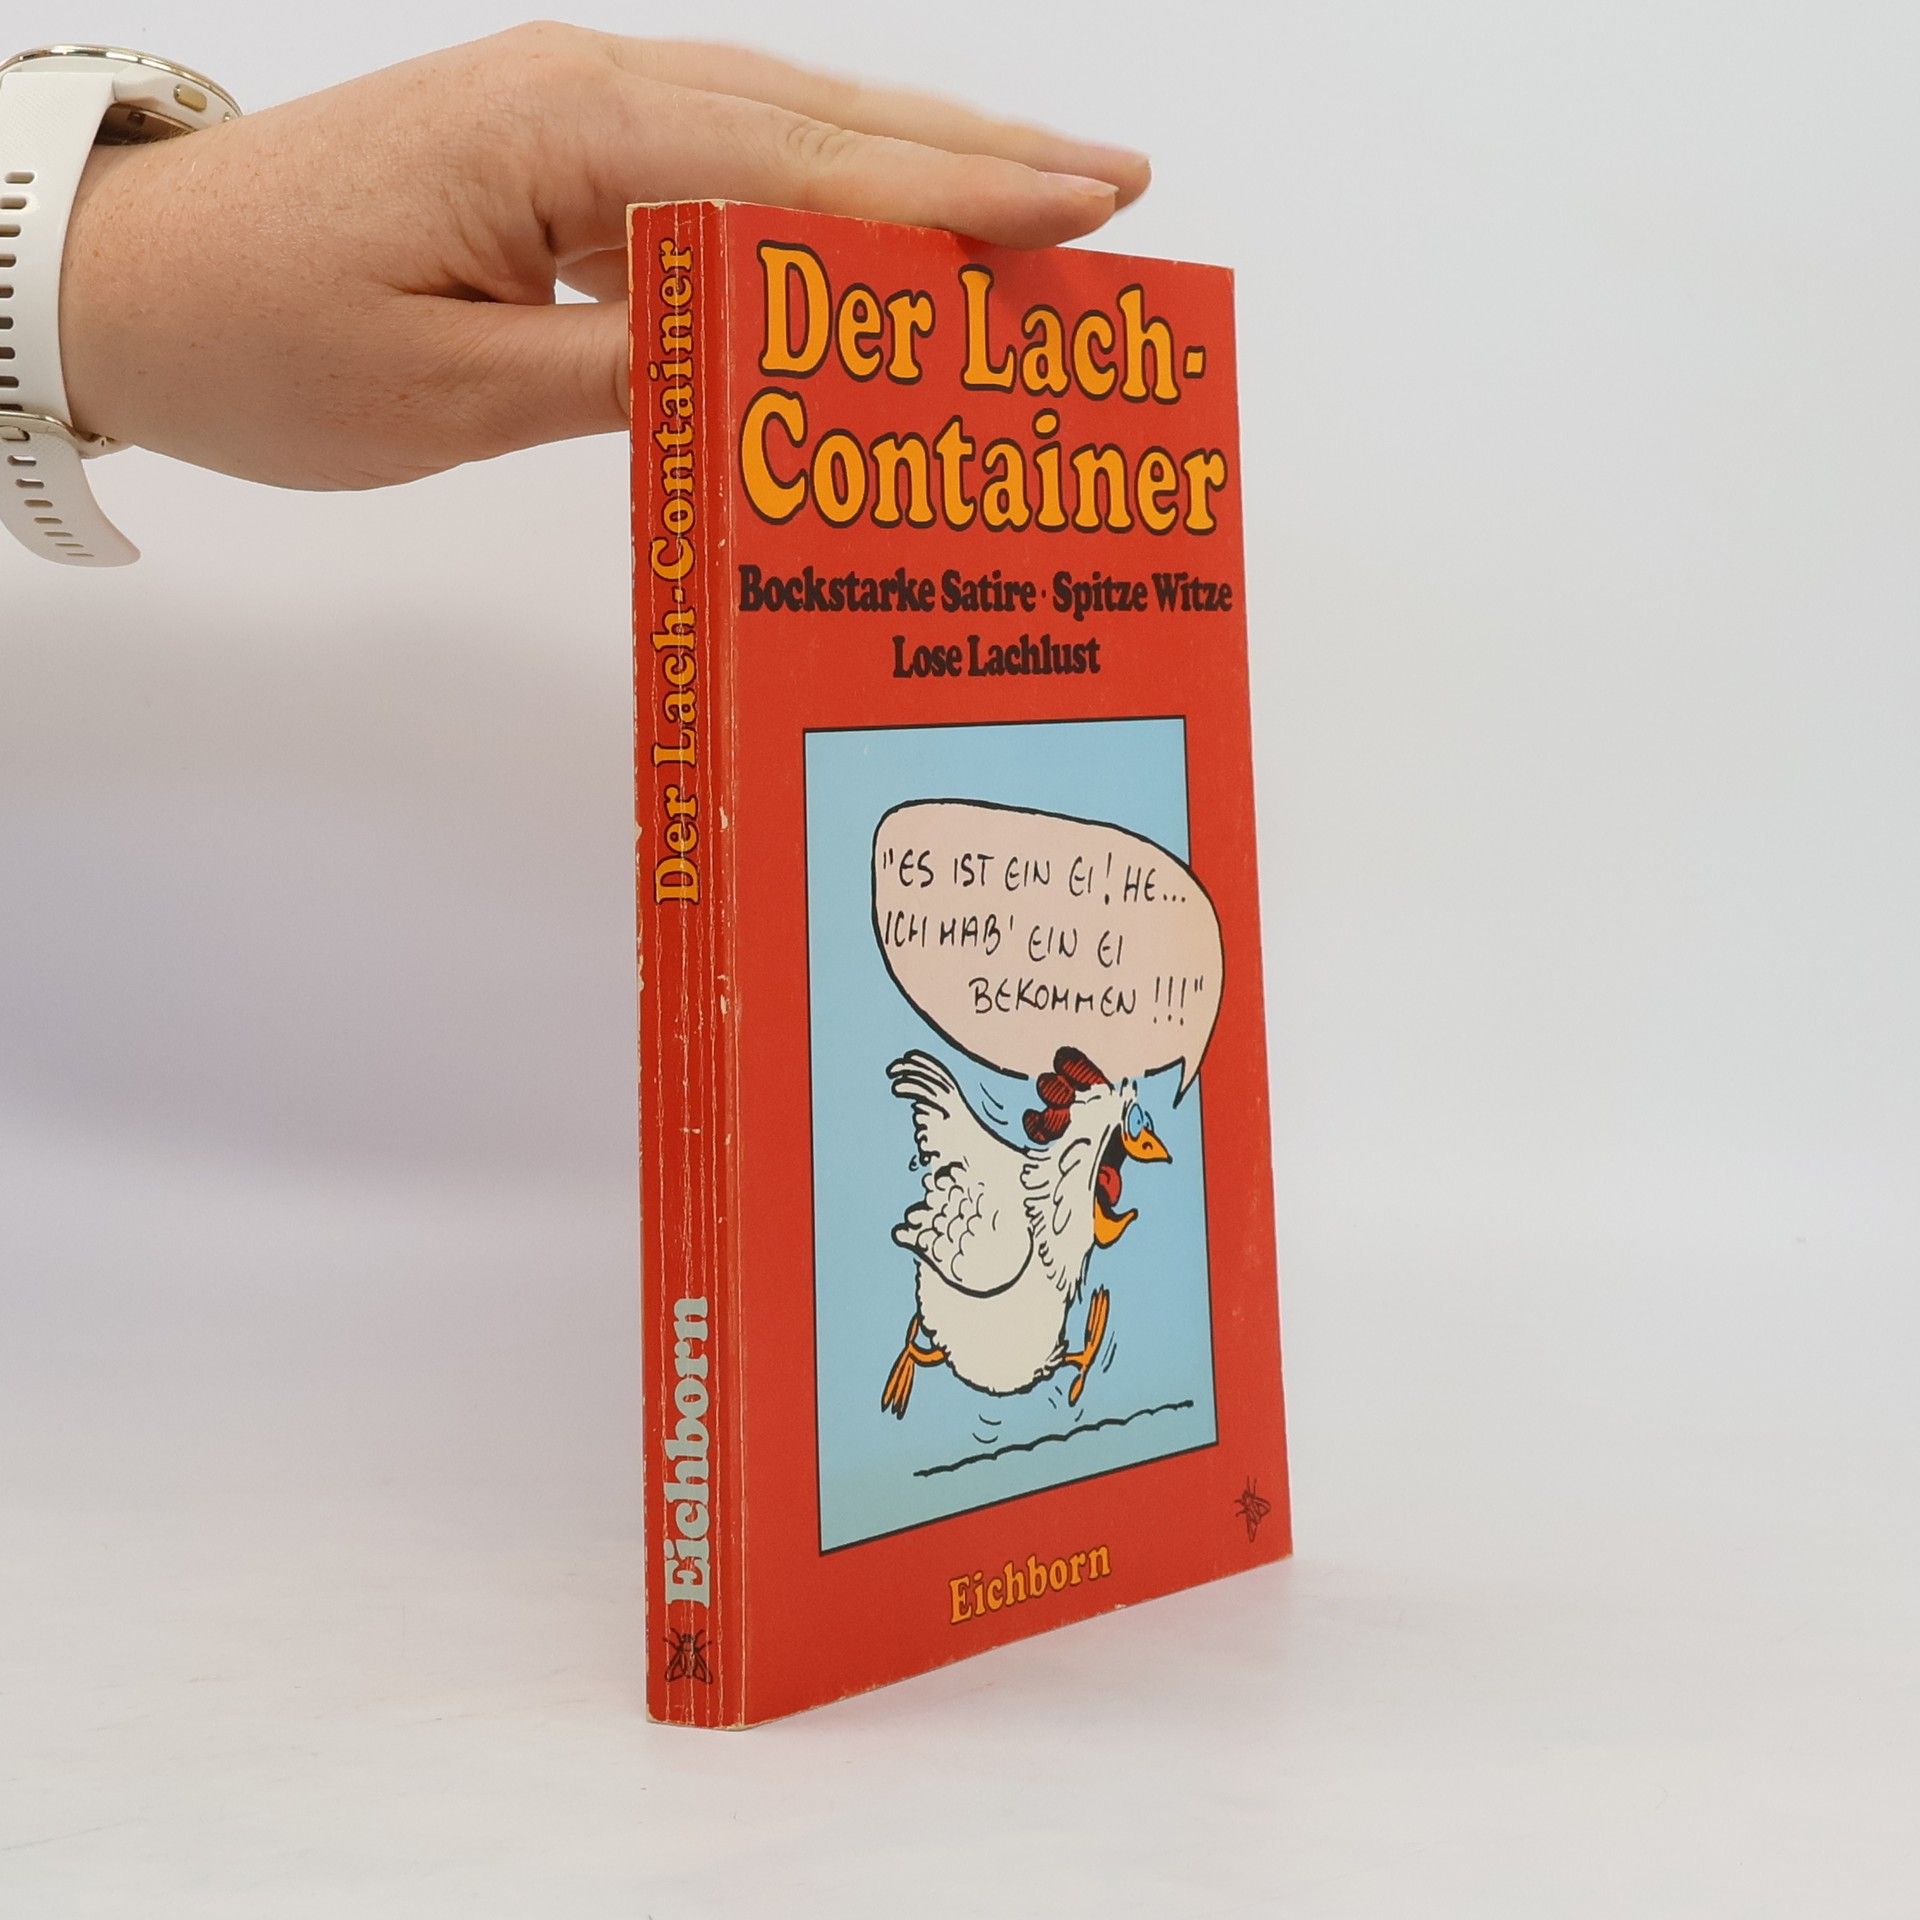 Der Lach-Container
Eichborn
Der Lach-
Container
Bockstarke Satire · Spitze Witze
Lose Lachlust
"ES IST EIN EI! HE...
ICH HAB' EIN EI
BEKOMMEN!!!"
Eichborn